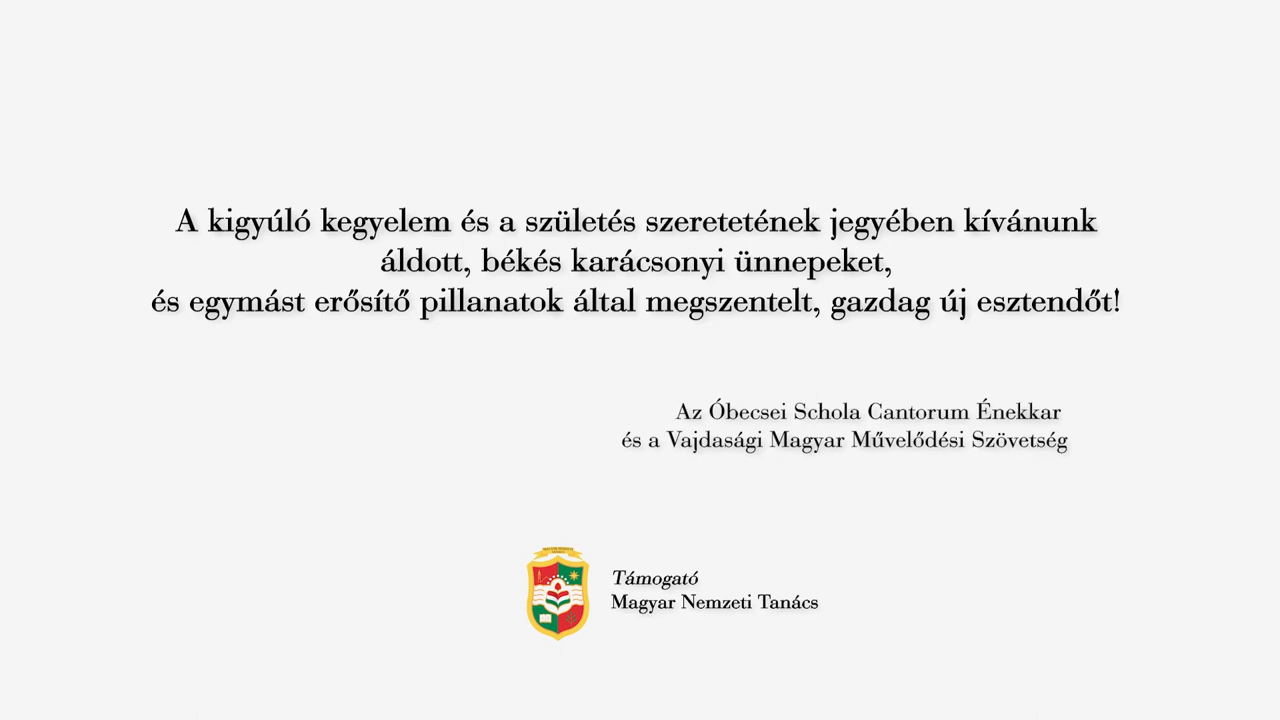 A kigyúló kegyelem és a születés szeretetének jegyében kívánunk
áldott, békés karácsonyi ünnepeket,
és egymást erősítő pillanatok által megszentelt, gazdag új esztendőt!
Az Óbecsei Schola Cantorum Énekkar
és a Vajdasági Magyar Művelődési Szövetség
Támogató
Magyar Nemzeti Tanács